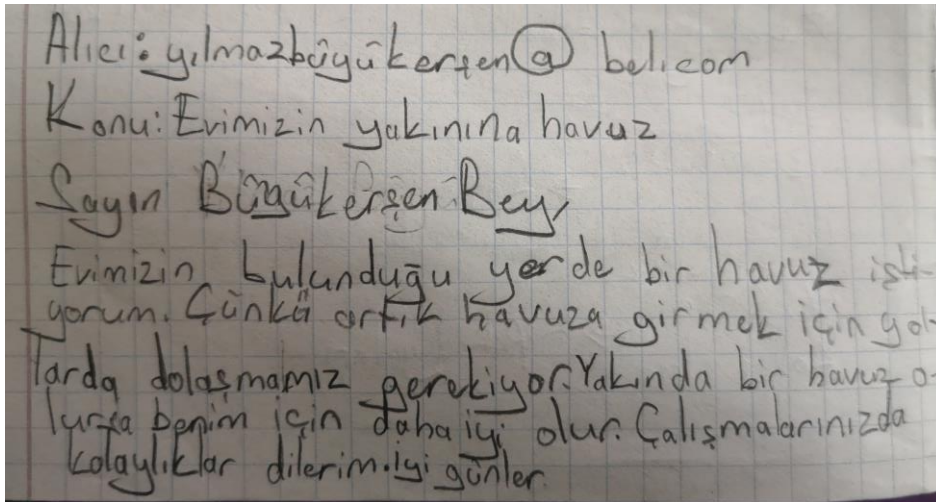 Alıcı: yılmazbüyükerşen@bel.com
Konu: Evimizin yakınına havuz
Sayın Büyükerşen Bey,
Evimizin bulunduğu yerde bir havuz isti-
yorum. Çünkü artık havuza girmek için yol-
larda dolaşmamız gerekiyor. Yakında bir havuz o-
lursa benim için daha iyi olur. Çalışmalarınızda
kolaylıklar dilerim. iyi günler.